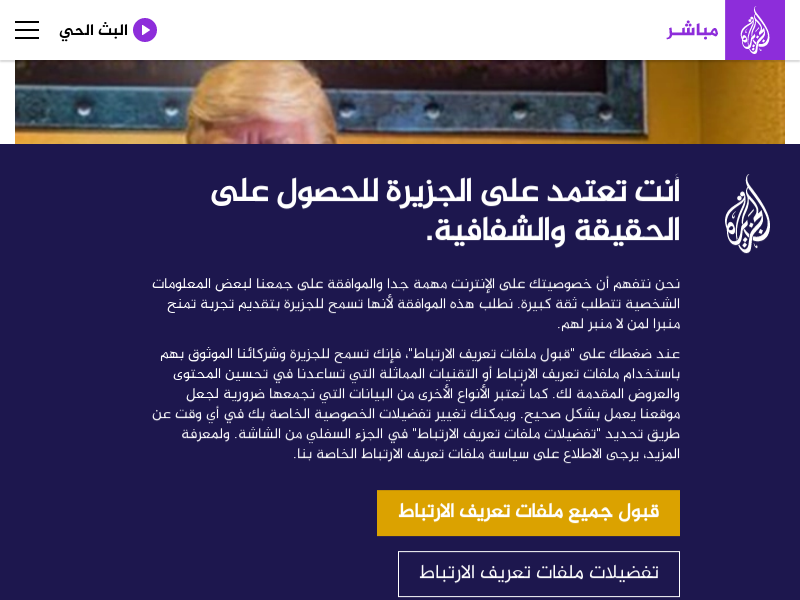 مباشر
البث الحي
أنت تعتمد على الجزيرة للحصول على
الحقيقة والشفافية.
نحن نتفهم أن خصوصيتك على الإنترنت مهمة جدا والموافقة على جمعنا لبعض المعلومات
الشخصية تتطلب ثقة كبيرة. نطلب هذه الموافقة لأنها تسمح للجزيرة بتقديم تجربة تمنح
منبرا لمن لا منبر لهم.
عند ضغطك على "قبول ملفات تعريف الارتباط"، فإنك تسمح للجزيرة وشركائنا الموثوق بهم
باستخدام ملفات تعريف الارتباط أو التقنيات المماثلة التي تساعدنا في تحسين المحتوى
والعروض المقدمة لك. كما تُعتبر الأنواع الأخرى من البيانات التي نجمعها ضرورية لجعل
موقعنا يعمل بشكل صحيح. ويمكنك تغيير تفضيلات الخصوصية الخاصة بك في أي وقت عن
طريق تحديد "تفضيلات ملفات تعريف الارتباط" في الجزء السفلي من الشاشة. ولمعرفة
المزيد، يرجى الاطلاع على سياسة ملفات تعريف الارتباط الخاصة بنا.
قبول جميع ملفات تعريف الارتباط
تفضيلات ملفات تعريف الارتباط